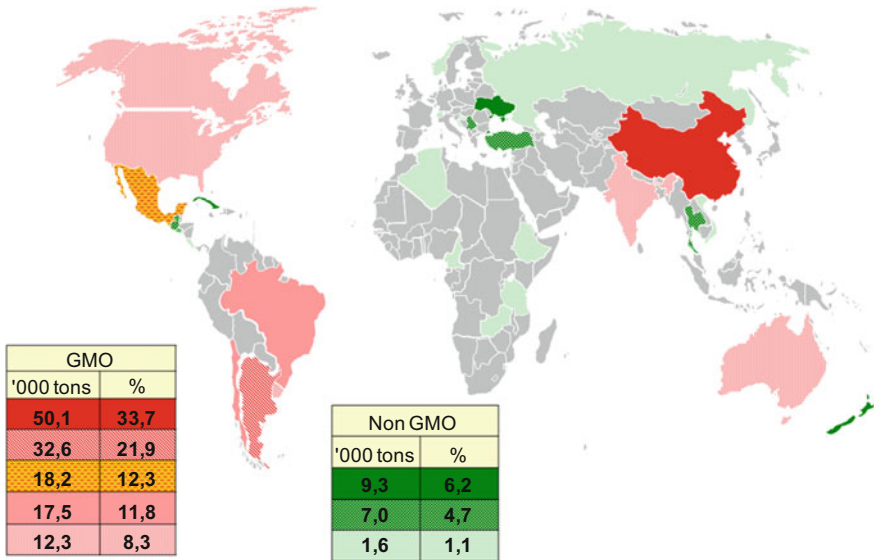 GMO
'000 tons %
50,1 33,7
32,6 21,9
18,2 12,3
17,5 11,8
12,3 8,3
Non GMO
'000 tons %
9,3 6,2
7,0 4,7
1,6 1,1